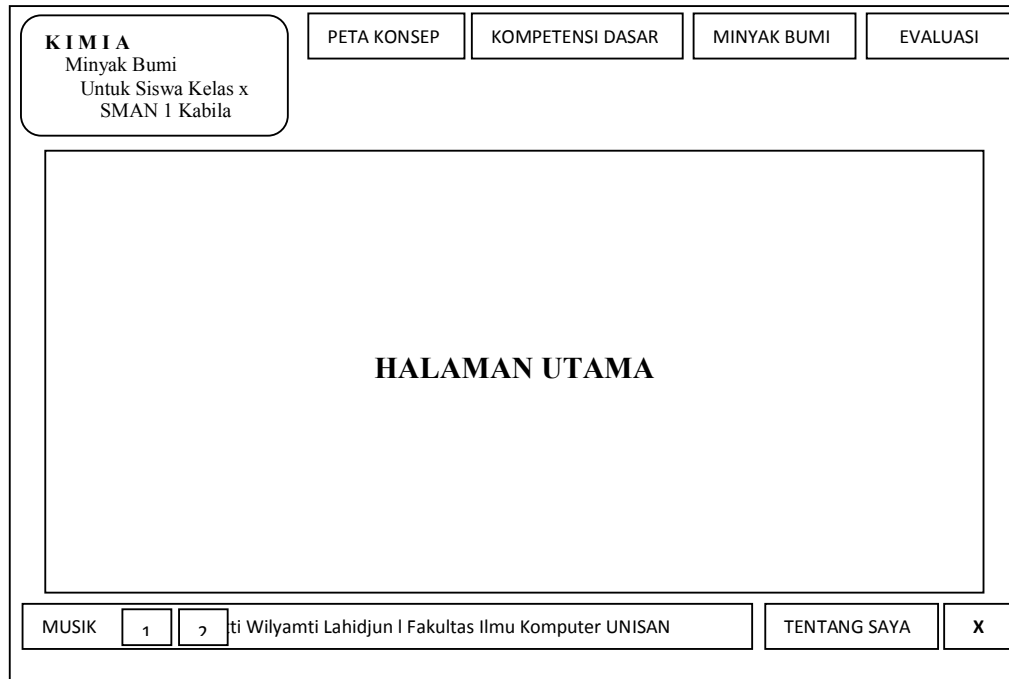 K I M I A
Minyak Bumi
Untuk Siswa Kelas x
SMAN 1 Kabila
PETA KONSEP
KOMPETENSI DASAR
MINYAK BUMI
EVALUASI
HALAMAN UTAMA
MUSIK 1 2 Wilyamti Lahidjun l Fakultas Ilmu Komputer UNISAN
TENTANG SAYA
X